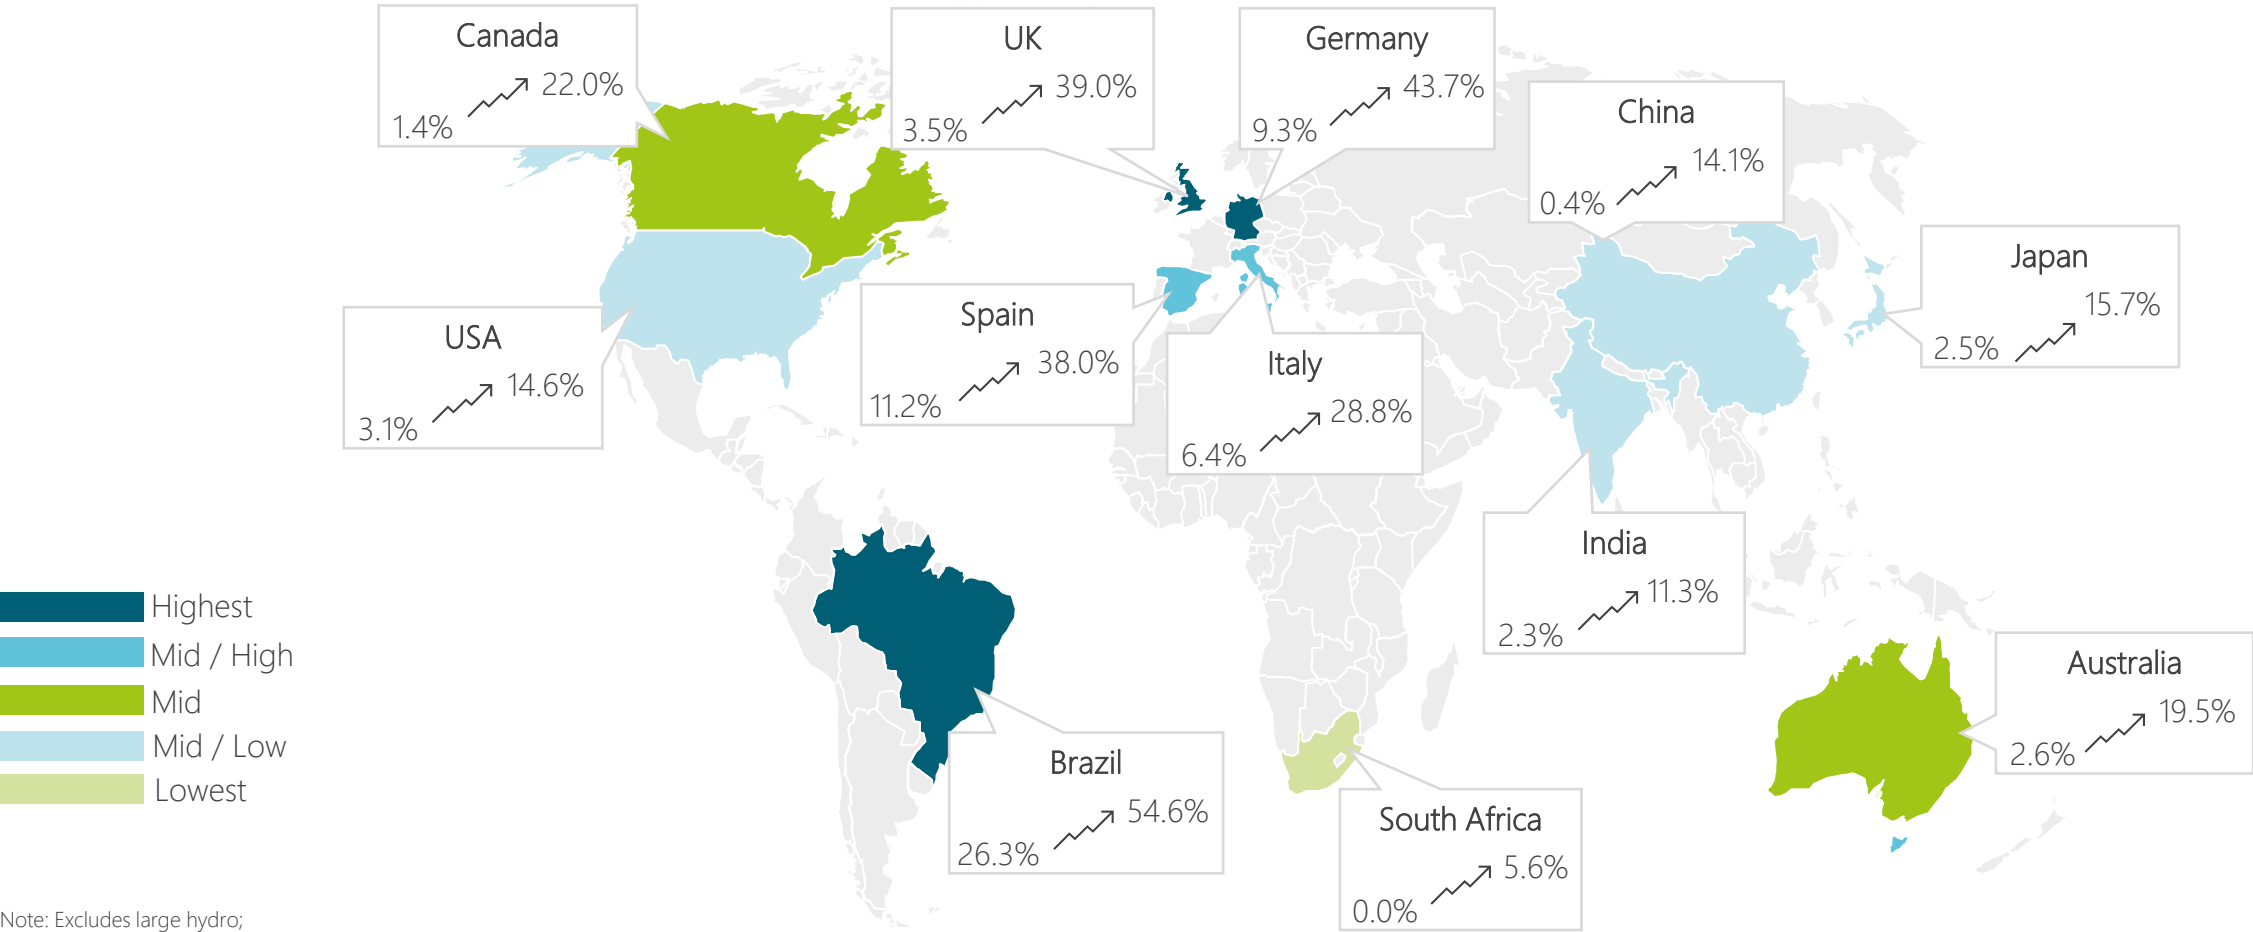 Canada
22.0%
1.4%
UK
39.0%
3.5%
Germany
43.7%
9.3%
China
14.1%
0.4%
Japan
15.7%
2.5%
USA
14.6%
3.1%
Spain
38.0%
11.2%
Italy
28.8%
6.4%
India
11.3%
2.3%
Australia
19.5%
2.6%
Brazil
54.6%
26.3%
South Africa
5.6%
0.0%
Highest
Mid / High
Mid
Mid / Low
Lowest
Note: Excludes large hydro;